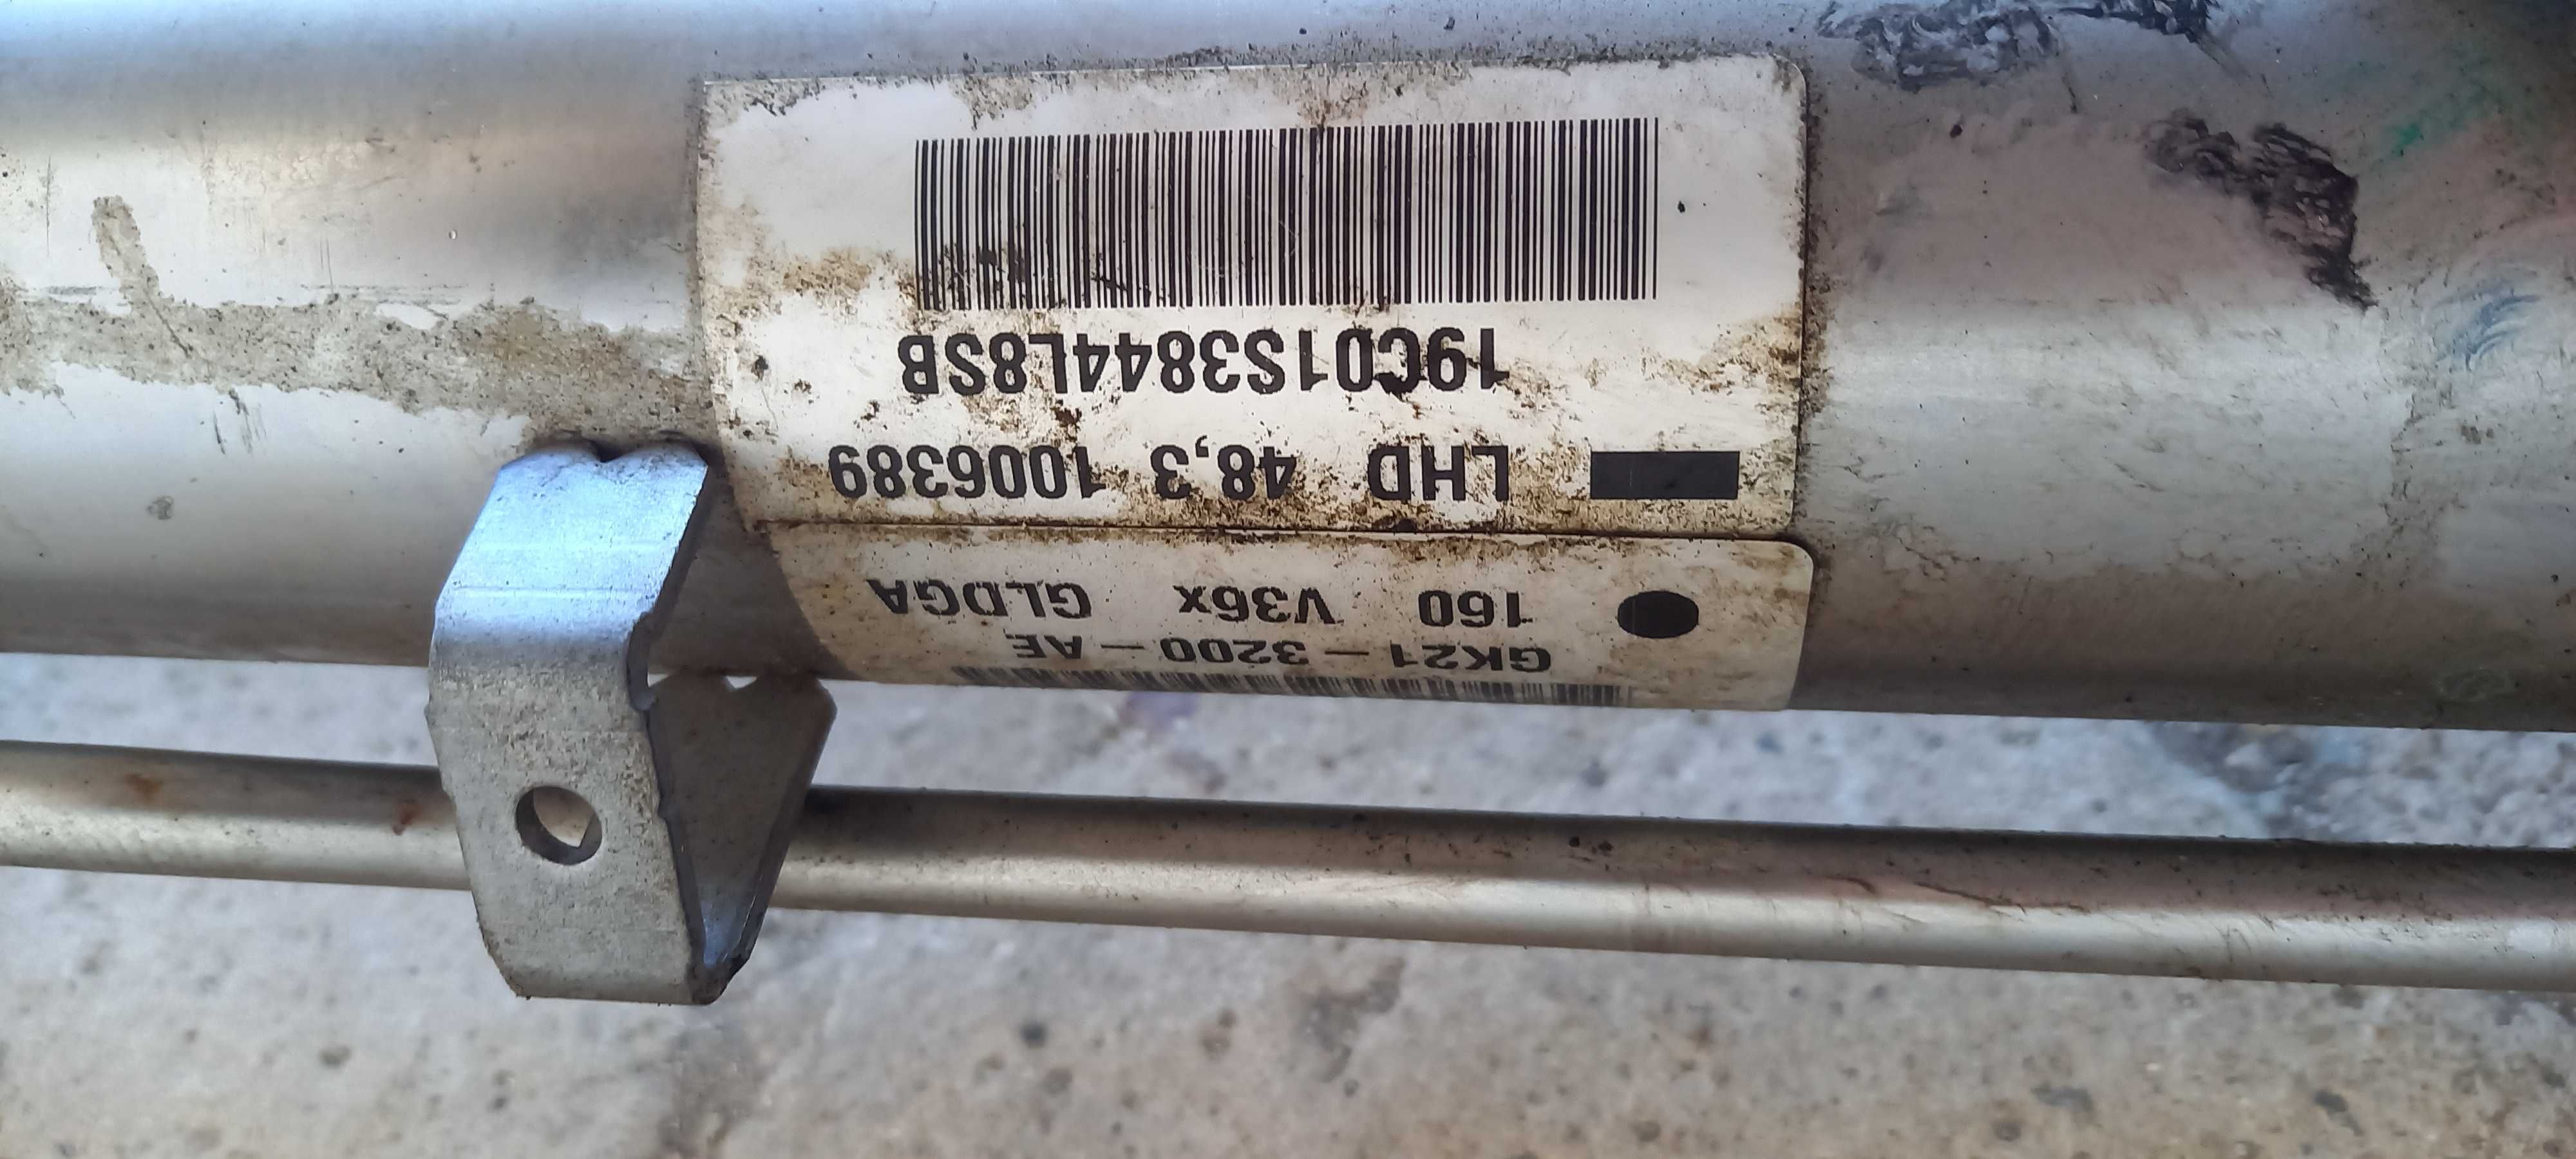 GK21-3200-AE
160 V36x GLDGA
LHD 48,3 1006389
19C01S3844L8SB